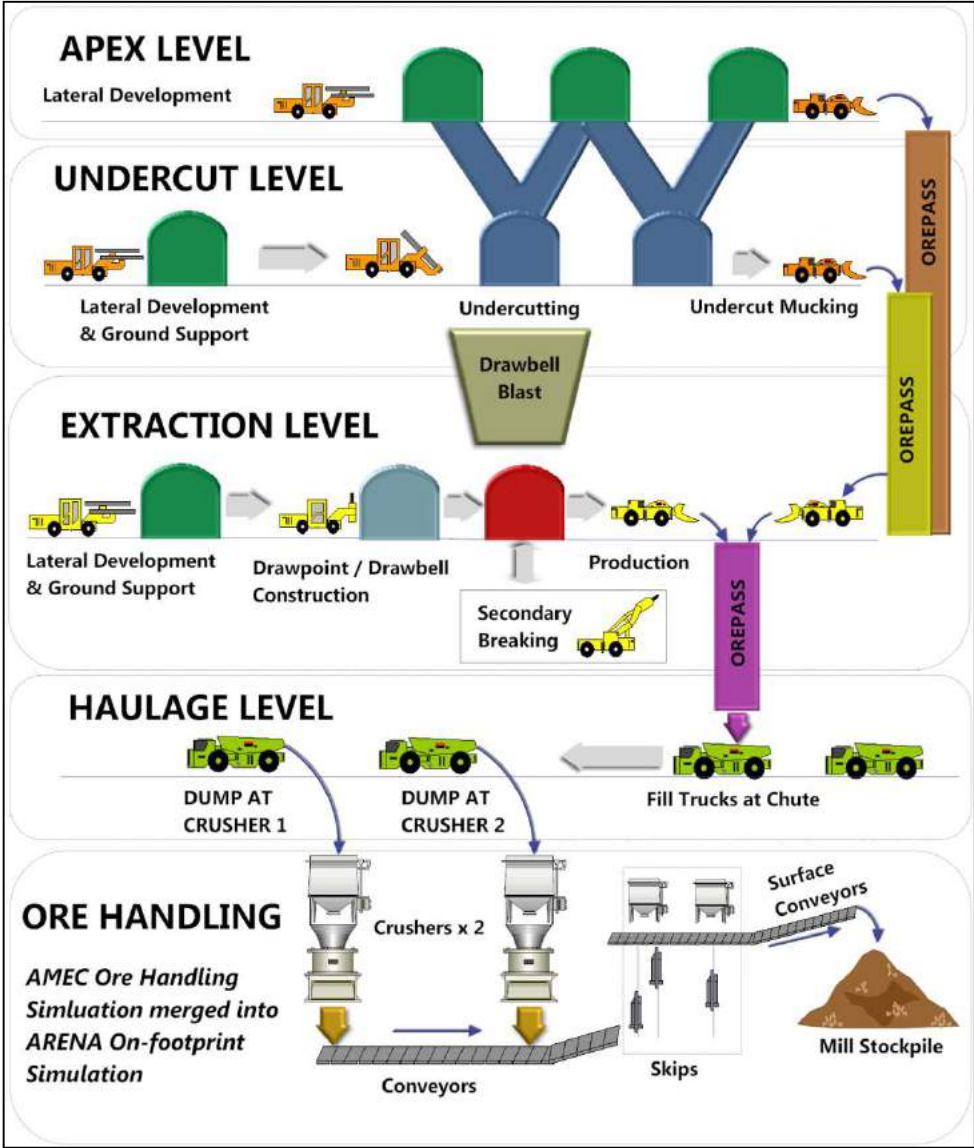 APEX LEVEL
Lateral Development
OREPASS
UNDERCUT LEVEL
Lateral Development
& Ground Support
Undercutting
Undercut Mucking
OREPASS
Drawbell
Blast
EXTRACTION LEVEL
Lateral Development
& Ground Support
Drawpoint / Drawbell
Construction
Secondary
Breaking
Production
OREPASS
HAULAGE LEVEL
DUMP AT
CRUSHER 1
DUMP AT
CRUSHER 2
Fill Trucks at Chute
ORE HANDLING
AMEC Ore Handling
Simluation merged into
ARENA On-footprint
Simulation
Crushers x 2
Conveyors
Skips
Surface
Conveyors
Mill Stockpile